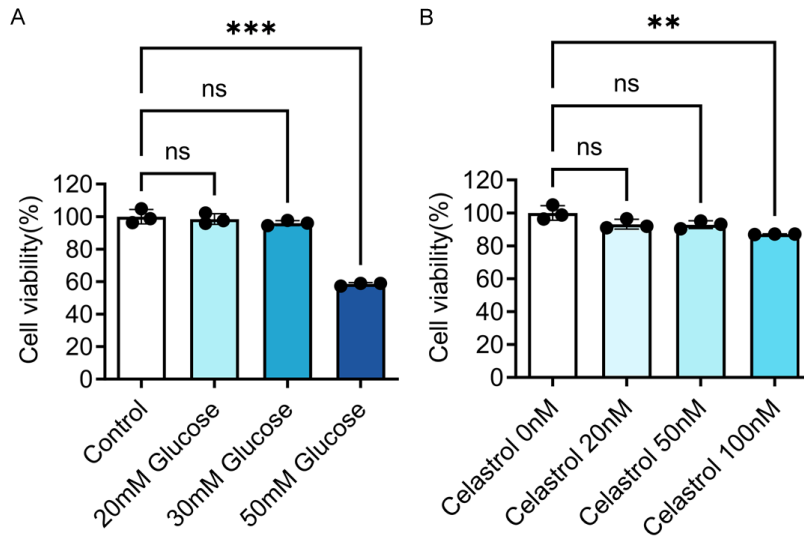 A
***
ns
ns
Cell viability(%)
120
100
80
60
40
20
0
Control
20mM Glucose
30mM Glucose
50mM Glucose
B
**
ns
ns
Cell viability(%)
120
100
80
60
40
20
0
Celastrol 0nM
Celastrol 20nM
Celastrol 50nM
Celastrol 100nM